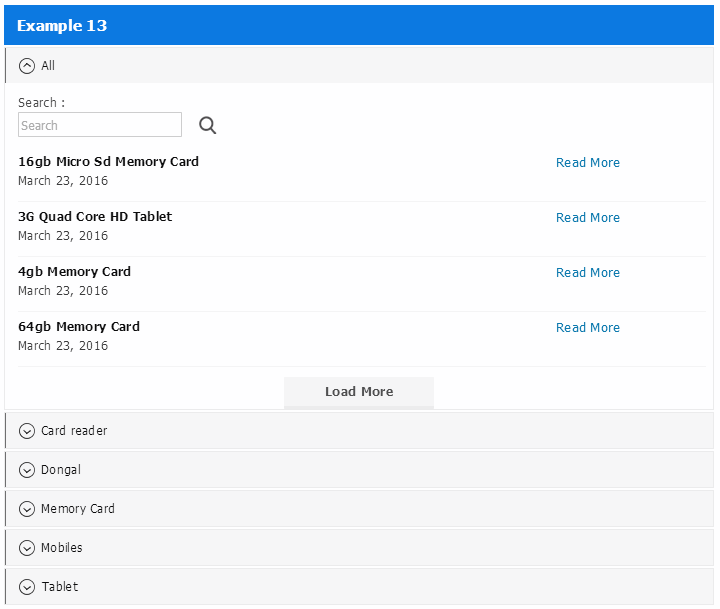 Example 13
All
Search :
Search
16gb Micro Sd Memory Card
Read More
March 23, 2016
3G Quad Core HD Tablet
Read More
March 23, 2016
4gb Memory Card
Read More
March 23, 2016
64gb Memory Card
Read More
March 23, 2016
Load More
Card reader
Dongal
Memory Card
Mobiles
Tablet